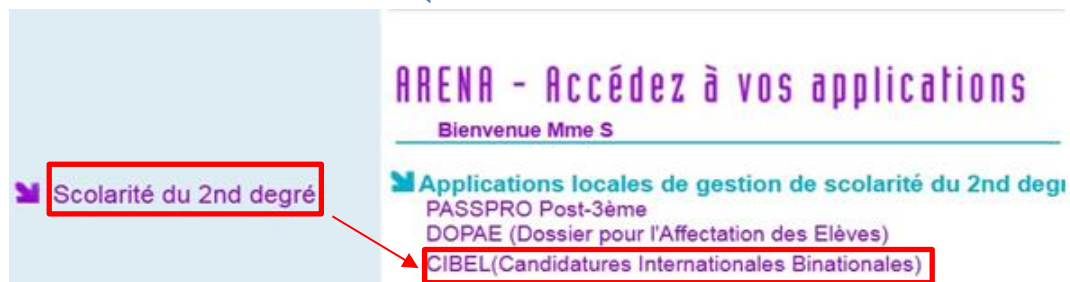 ARENA - Accédez à vos applications
Bienvenue Mme S
Scolarité du 2nd degré
Applications locales de gestion de scolarité du 2nd
PASSPRO Post-3ème
DOPAE (Dossier pour l'Affectation des Elèves)
CIBEL(Candidatures Internationales Binationales)